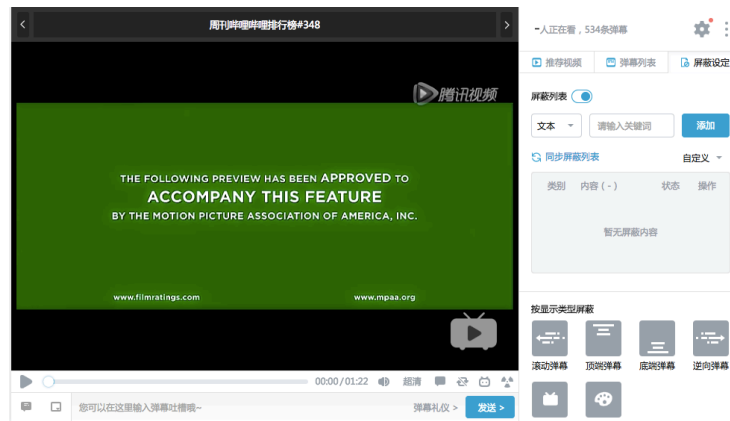 周刊哔哩哔哩排行榜#348
腾讯视频
THE FOLLOWING PREVIEW HAS BEEN APPROVED TO
ACCOMPANY THIS FEATURE
BY THE MOTION PICTURE ASSOCIATION OF AMERICA, INC.
www.filmratings.com
www.mpaa.org
00:00/01:22
超清
您可以在这里输入弹幕吐槽哦~
弹幕礼仪 >
发送 >
-人正在看，534条弹幕
推荐视频
弹幕列表
屏蔽设定
屏蔽列表
文本
请输入关键词
添加
同步屏蔽列表
自定义
类别 内容 ( - ) 状态 操作
暂无屏蔽内容
按显示类型屏蔽
滚动弹幕 顶端弹幕 底端弹幕 逆向弹幕